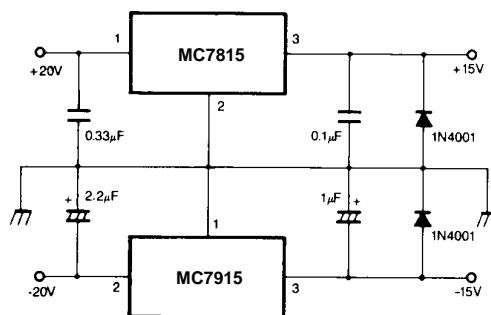 1
MC7815
3
+20V
+15V
2
0.33μF
0.1μF
1N4001
+
2.2μF
1μF
+
1
1N4001
-20V
2
MC7915
3
-15V